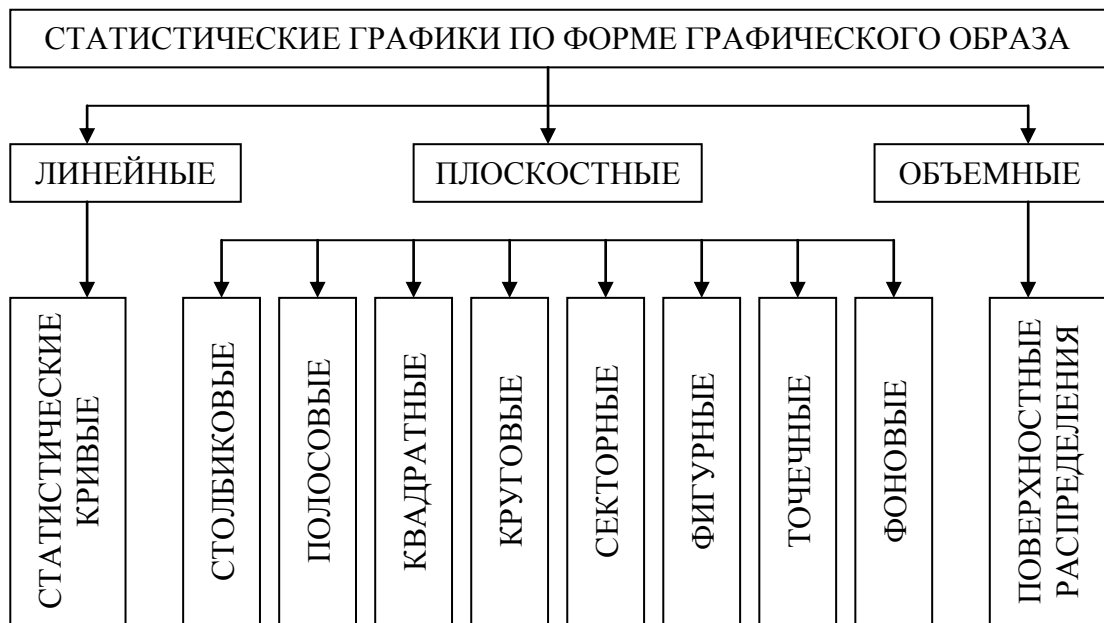 СТАТИСТИЧЕСКИЕ ГРАФИКИ ПО ФОРМЕ ГРАФИЧЕСКОГО ОБРАЗА
ЛИНЕЙНЫЕ
ПЛОСКОСТНЫЕ
ОБЪЕМНЫЕ
СТАТИСТИЧЕСКИЕ
КРИВЫЕ
СТОЛБИКОВЫЕ
ПОЛОСОВЫЕ
КВАДРАТНЫЕ
КРУГОВЫЕ
СЕКТОРНЫЕ
ФИГУРНЫЕ
ТОЧЕЧНЫЕ
ФОНОВЫЕ
ПОВЕРХНОСТНЫЕ
РАСПРЕДЕЛЕНИЯ